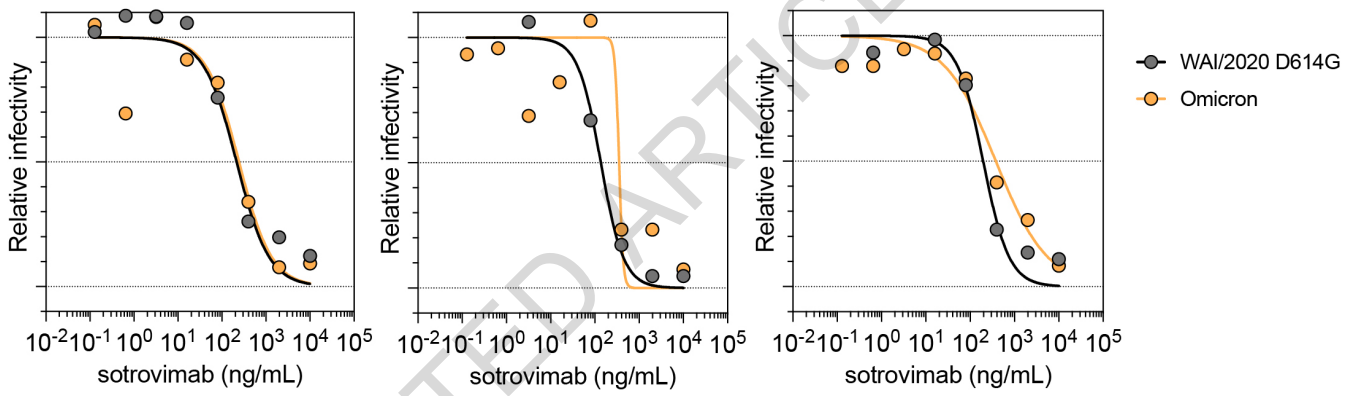 Relative infectivity
10⁻² 10⁻¹ 10⁰ 10¹ 10² 10³ 10⁴ 10⁵
sotrovimab (ng/mL)
Relative infectivity
10⁻² 10⁻¹ 10⁰ 10¹ 10² 10³ 10⁴ 10⁵
sotrovimab (ng/mL)
Relative infectivity
10⁻² 10⁻¹ 10⁰ 10¹ 10² 10³ 10⁴ 10⁵
sotrovimab (ng/mL)
WAI/2020 D614G
Omicron
TED ARTICLE